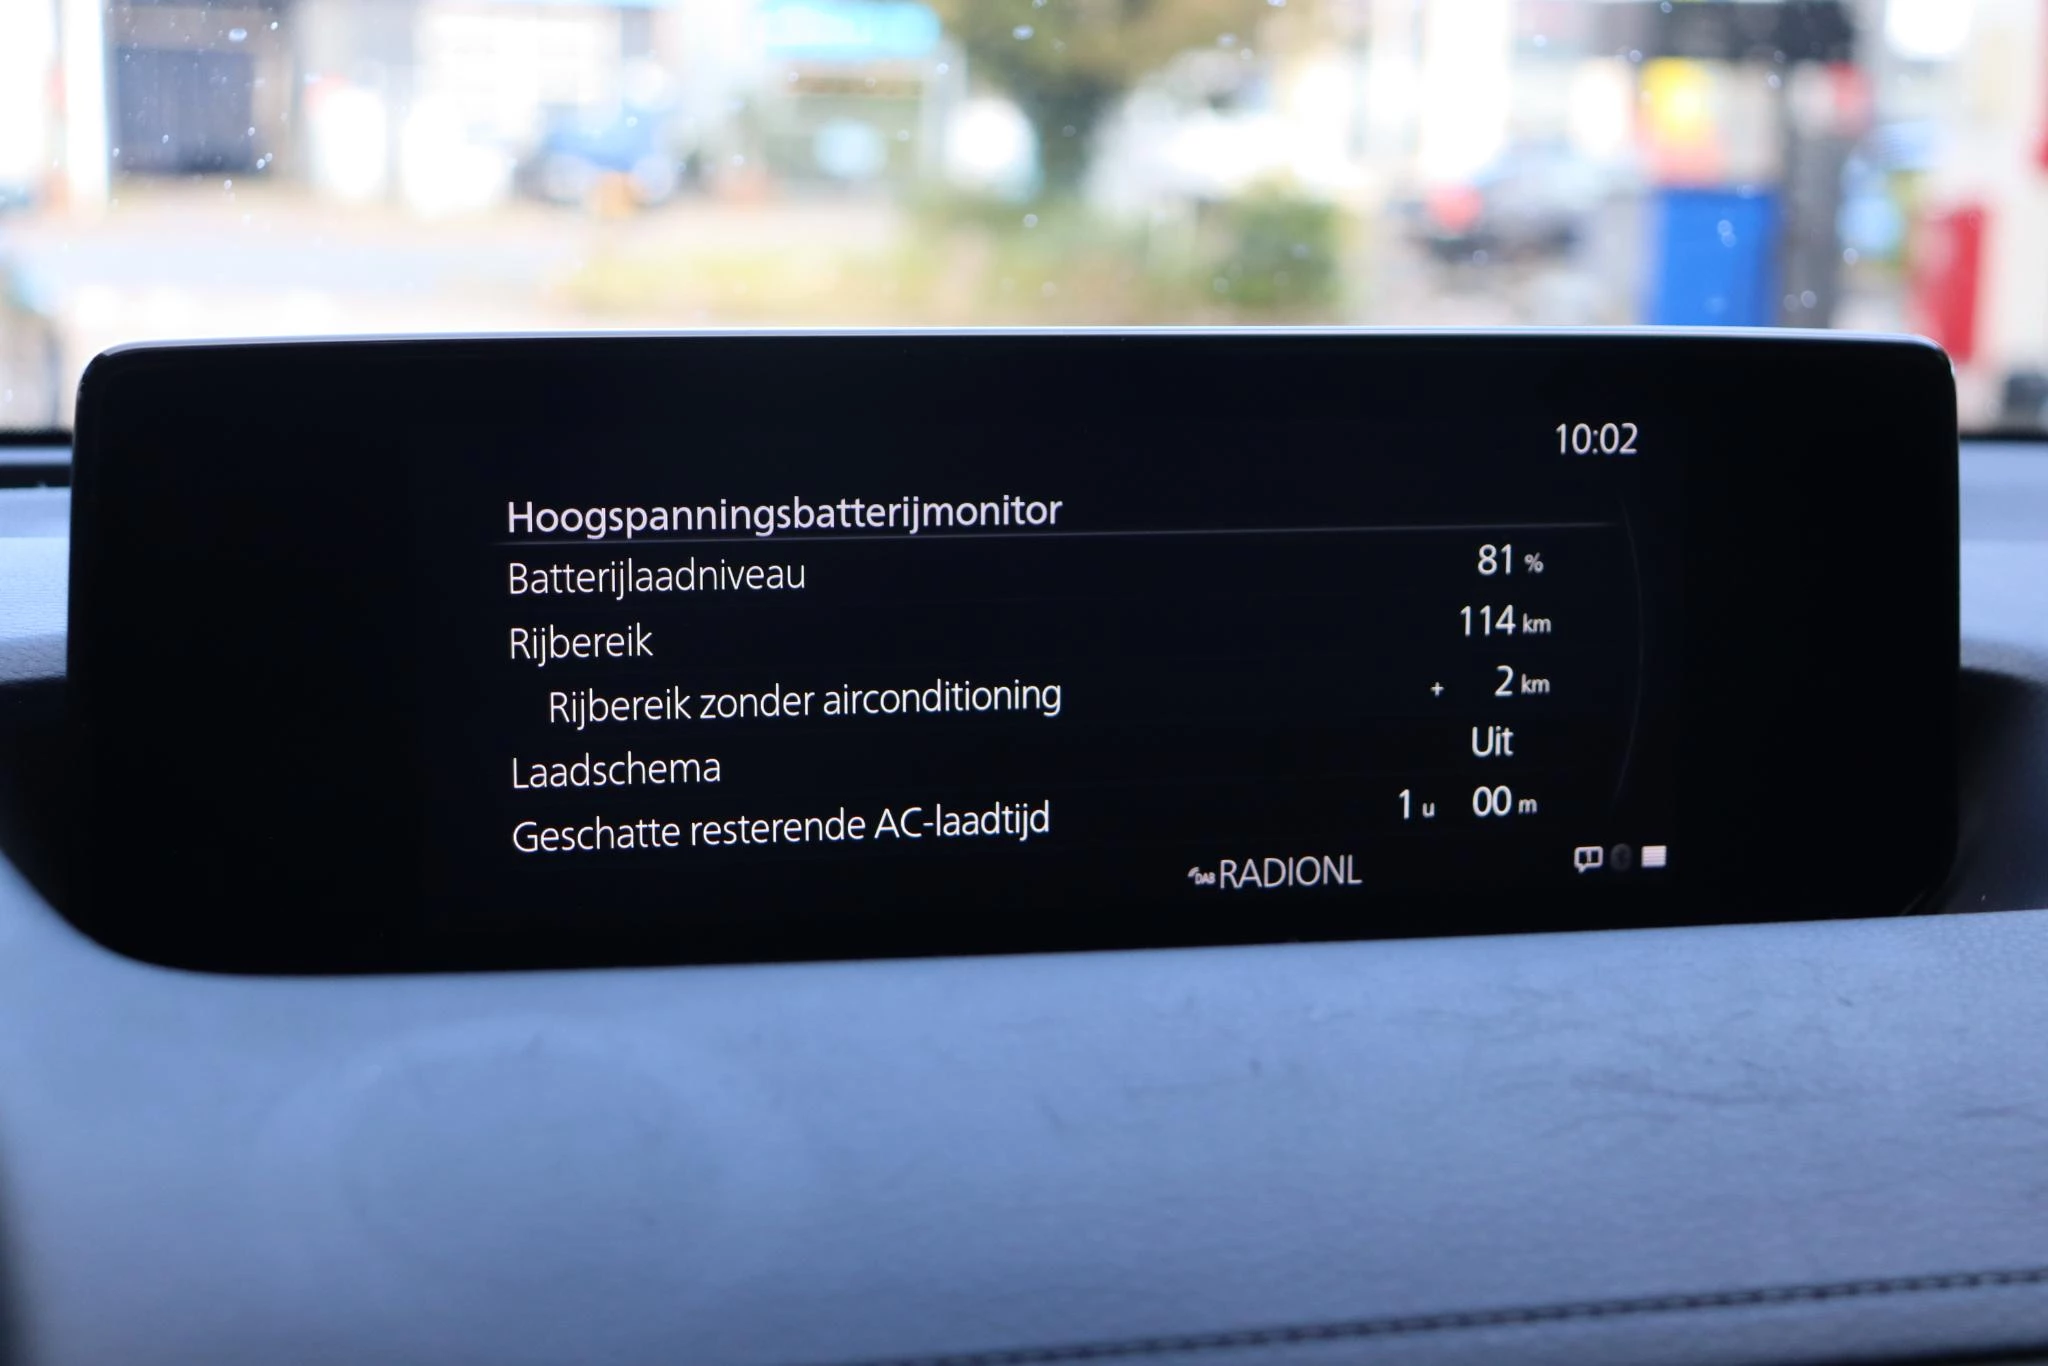 10:02
Hoogspanningsbatterijmonitor
Batterijlaadniveau 81 %
Rijbereik 114 km
Rijbereik zonder airconditioning + 2 km
Laadschema Uit
Geschatte resterende AC-laadtijd 1 u 00 m
DAB RADIONL